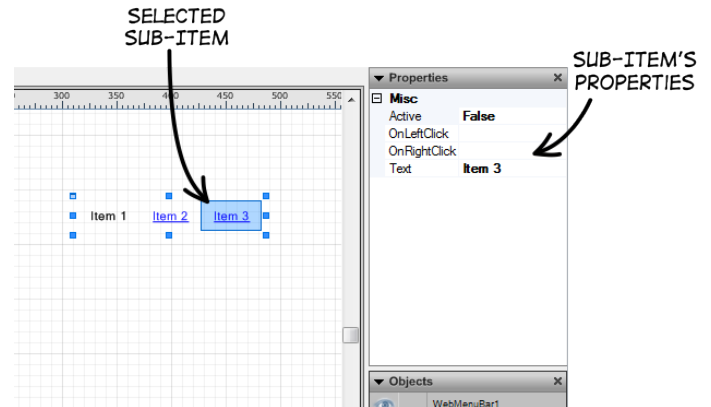 SELECTED
SUB-ITEM
SUB-ITEM'S
PROPERTIES
Properties
300 350 400 450 500 550
Misc
Active False
OnLeftClick
OnRightClick
Text Item 3
Item 1 Item 2 Item 3
Objects
WebMenuBar1